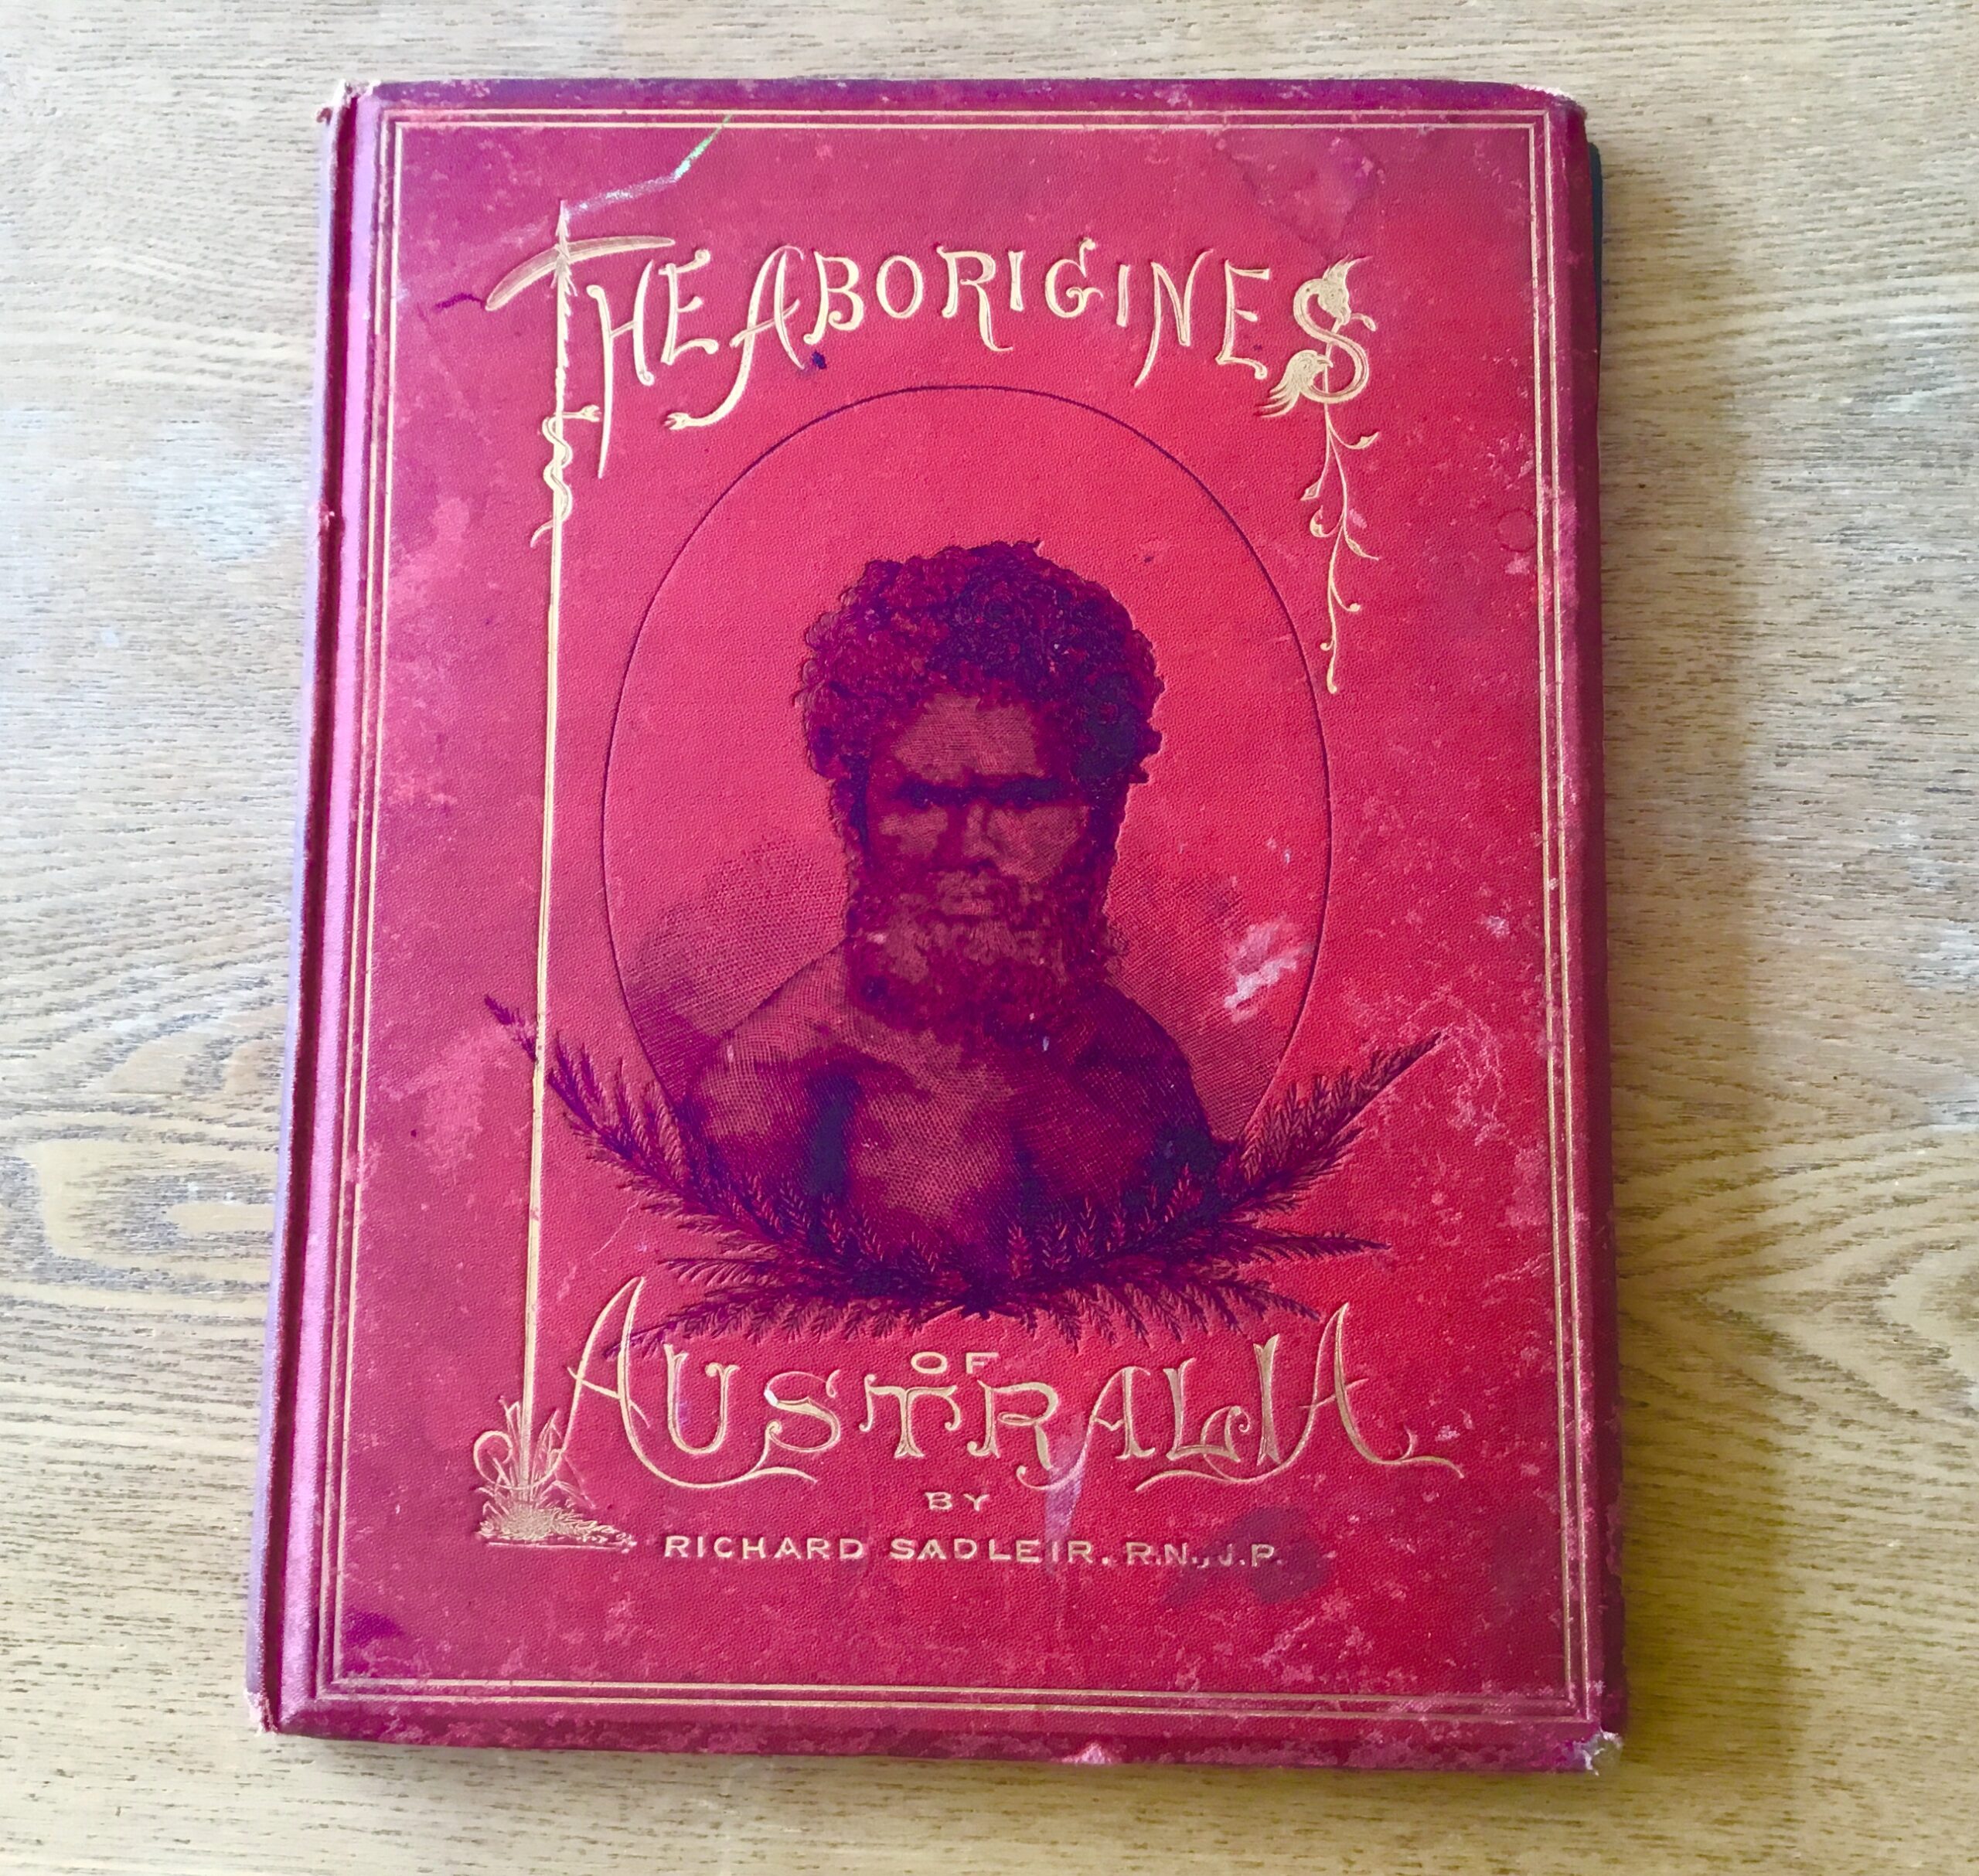 THE ABORIGINES
OF
AUSTRALIA
BY
RICHARD SADLEIR. R.N., J.P.